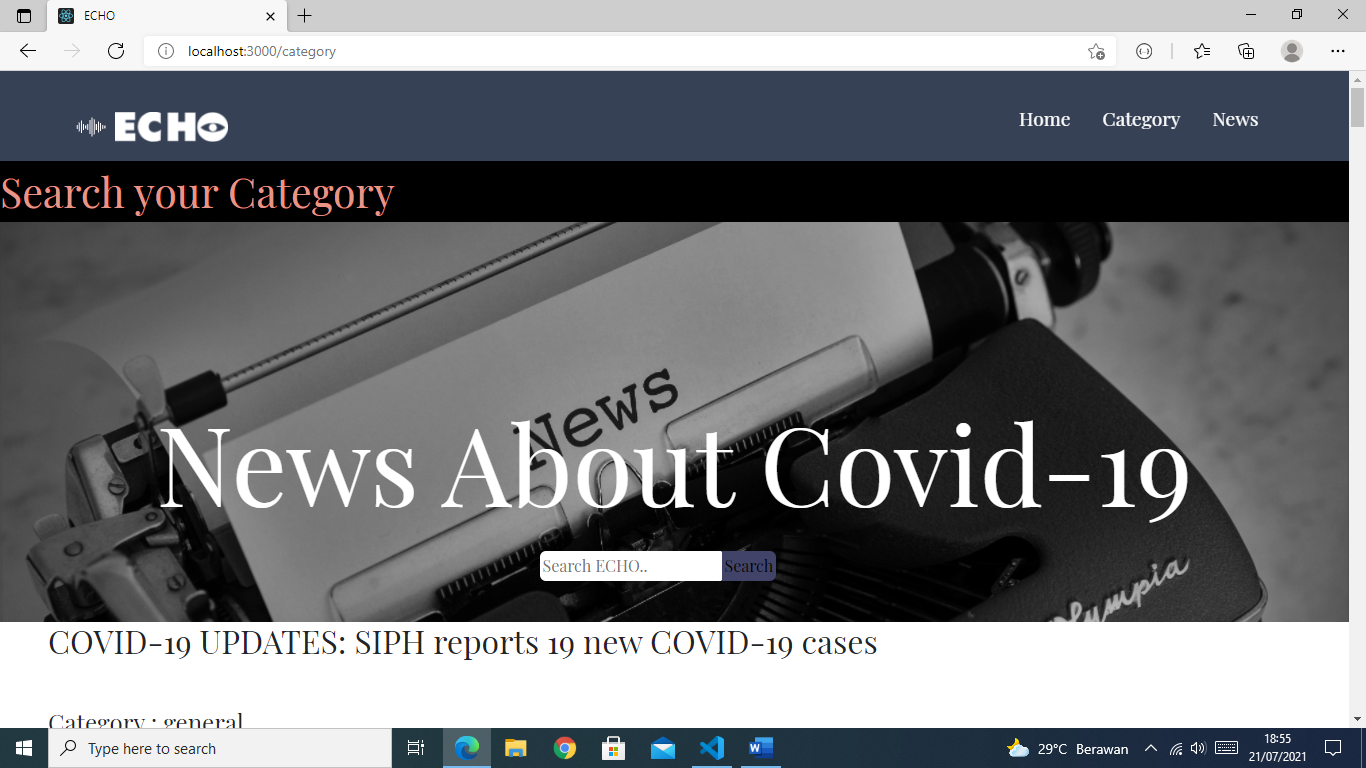 ECHO
localhost:3000/category
ECHO
Home Category News
Search your Category
News
News About Covid-19
Search ECHO.. Search
Olympia
COVID-19 UPDATES: SIPH reports 19 new COVID-19 cases
Category : general
Type here to search
29°C Berawan
18:55
21/07/2021